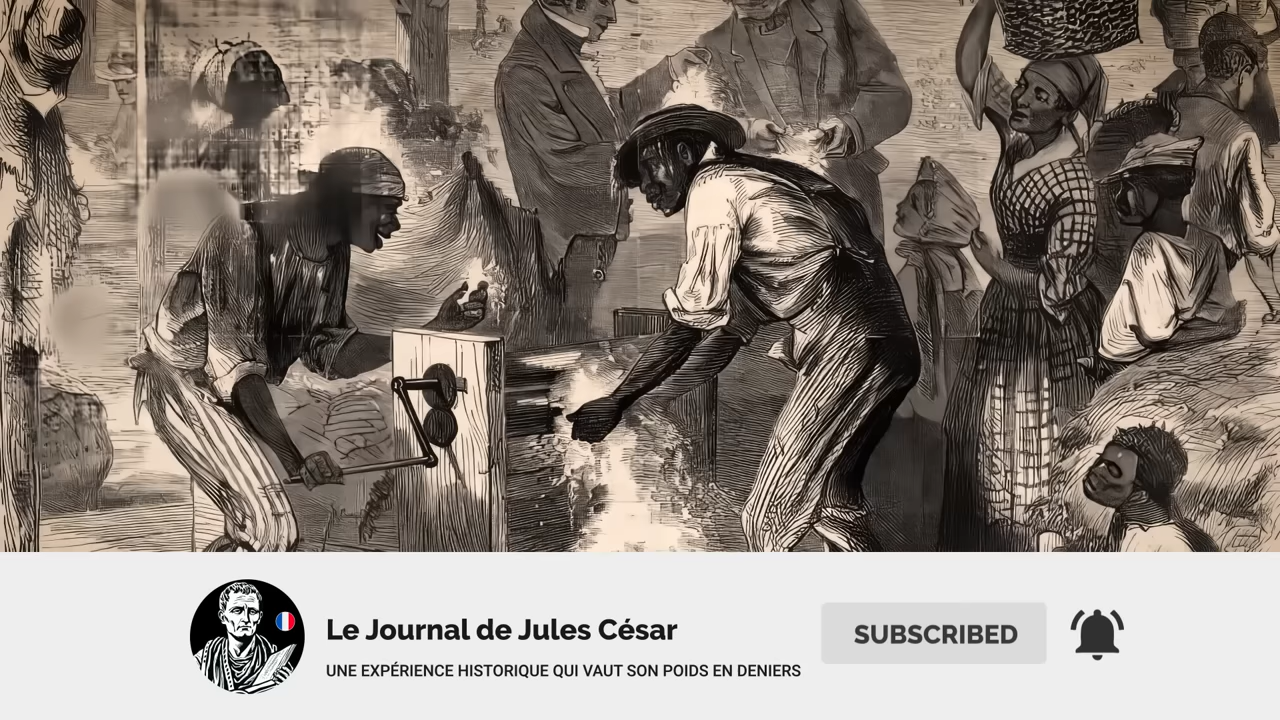 Le Journal de Jules César
UNE EXPÉRIENCE HISTORIQUE QUI VAUT SON POIDS EN DENIERS
SUBSCRIBED